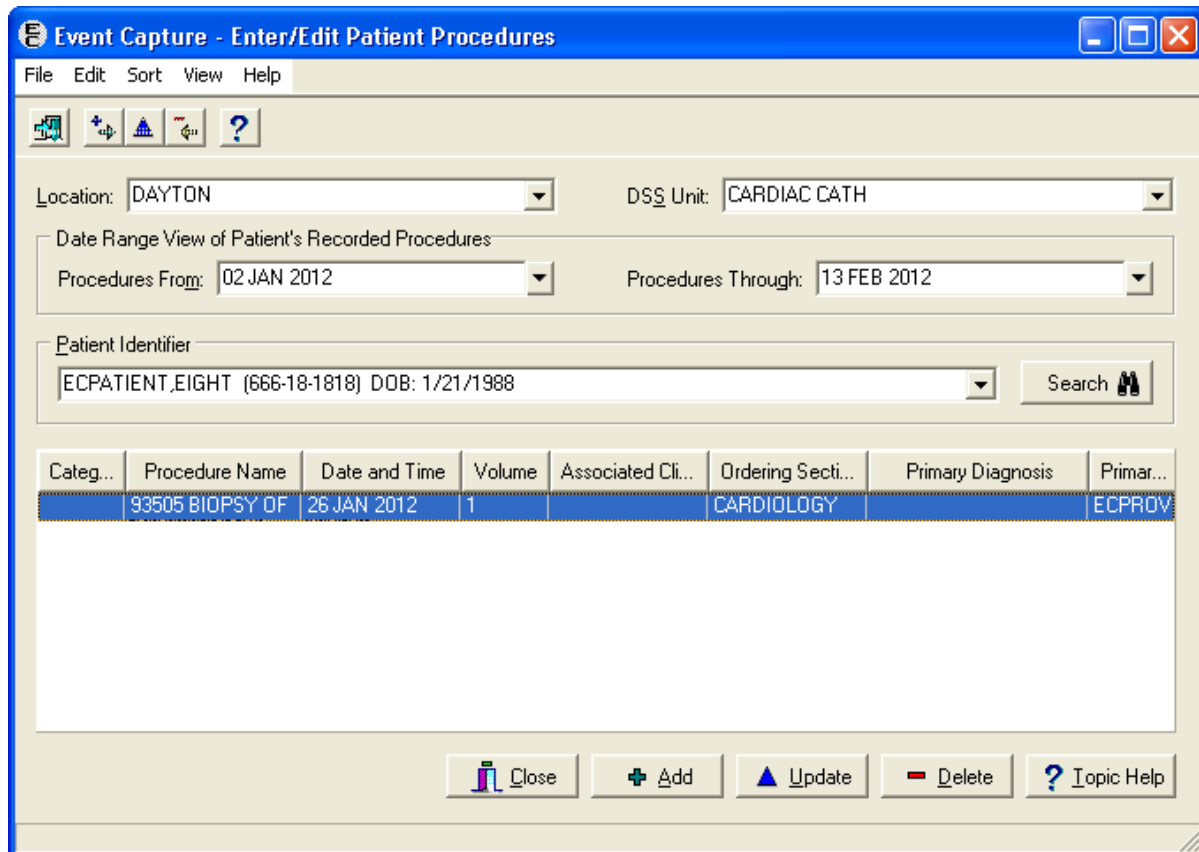 Event Capture - Enter/Edit Patient Procedures
File Edit Sort View Help
Location: DAYTON DSS Unit: CARDIAC CATH
Date Range View of Patient's Recorded Procedures
Procedures From: 02 JAN 2012 Procedures Through: 13 FEB 2012
Patient Identifier
ECPATIENT,EIGHT (666-18-1818) DOB: 1/21/1988 Search
Categ... Procedure Name Date and Time Volume Associated Cli... Ordering Secti... Primary Diagnosis Primar...
93505 BIOPSY OF 26 JAN 2012 1 CARDIOLOGY ECPROV
Close Add Update Delete ? Topic Help